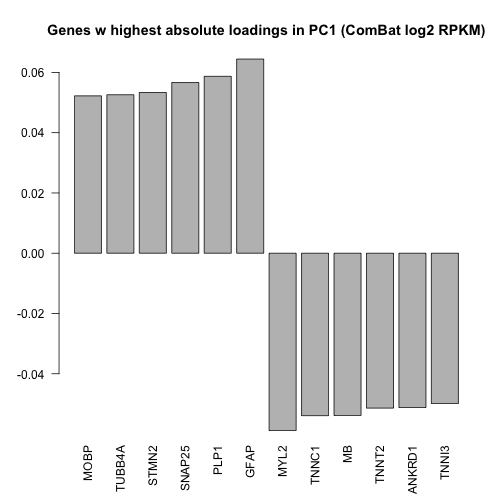 Genes w highest absolute loadings in PC1 (ComBat log2 RPKM)
0.06
0.04
0.02
0.00
-0.02
-0.04
MOBP
TUBB4A
STMN2
SNAP25
PLP1
GFAP
MYL2
TNNC1
MB
TNNT2
ANKRD1
TNNI3